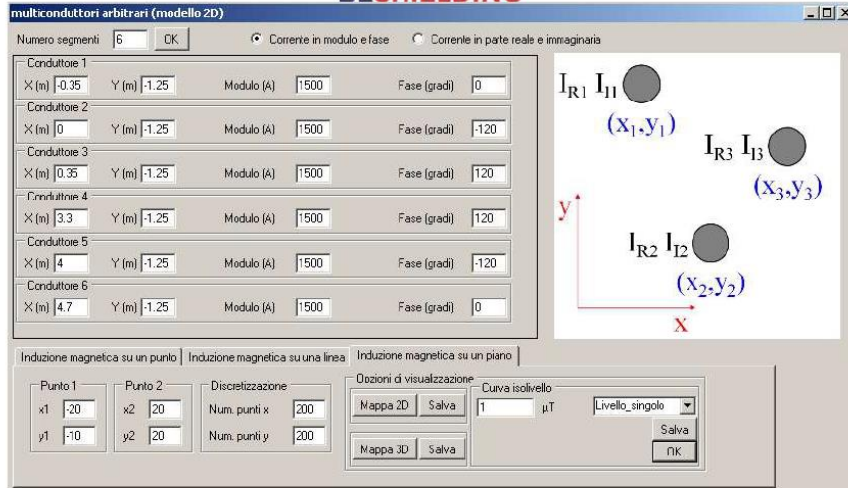 BESHIELDING
multiconduttori arbitrari (modello 2D)
Numero segmenti 6 OK Corrente in modulo e fase Corrente in parte reale e immaginaria
Conduttore 1
X (m) -0.35 Y (m) -1.25 Modulo (A) 1500 Fase (gradi) 0
Conduttore 2
X (m) 0 Y (m) -1.25 Modulo (A) 1500 Fase (gradi) -120
Conduttore 3
X (m) 0.35 Y (m) -1.25 Modulo (A) 1500 Fase (gradi) 120
Conduttore 4
X (m) 3.3 Y (m) -1.25 Modulo (A) 1500 Fase (gradi) 120
Conduttore 5
X (m) 4 Y (m) -1.25 Modulo (A) 1500 Fase (gradi) -120
Conduttore 6
X (m) 4.7 Y (m) -1.25 Modulo (A) 1500 Fase (gradi) 0
I_R1 I_I1
(x₁,y₁)
I_R3 I_I3
(x₃,y₃)
y
I_R2 I_I2
(x₂,y₂)
x
Induzione magnetica su un punto Induzione magnetica su una linea Induzione magnetica su un piano
Punto 1 Punto 2 Discretizzazione Opzioni di visualizzazione Curva isolivello
x1 -20 x2 20 Num. punti x 200 Mappa 2D Salva 1 µT Livello_singolo
y1 -10 y2 20 Num. punti y 200 Mappa 3D Salva Salva
OK